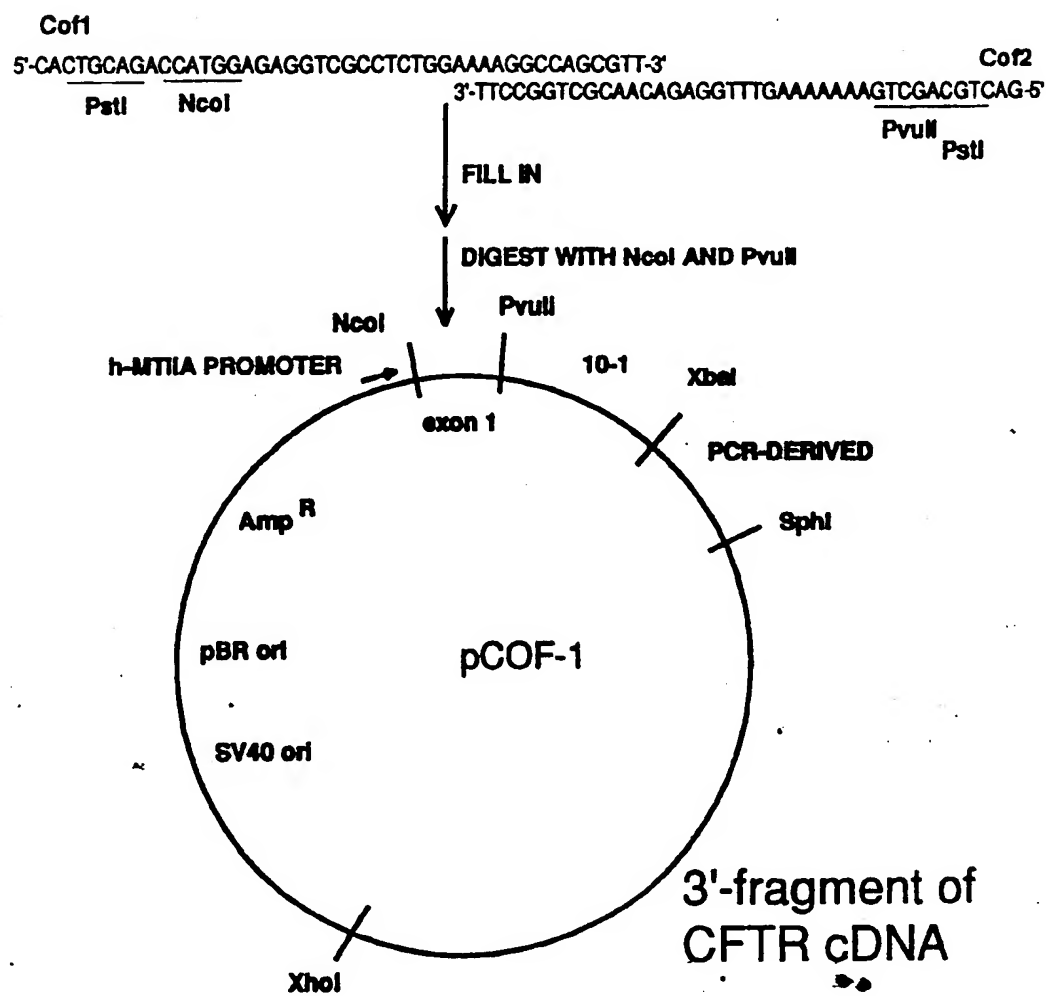 Cof1
5'-CACTGCAGACCATGGAGAGGTCGCCTCTGGAAAAGGCCAGCGTT-3'
Cof2
3'-TTCCGGTCGCAACAGAGGTTTGAAAAAAAGTCGACGTCAG-5'
PstI NcoI
PvuII
PstI
FILL IN
DIGEST WITH NcoI AND PvuII
NcoI
PvuII
h-MTIIA PROMOTER
10-1
XbaI
exon 1
PCR-DERIVED
Amp R
SphI
pBR ori
pCOF-1
SV40 ori
3'-fragment of
CFTR cDNA
XhoI